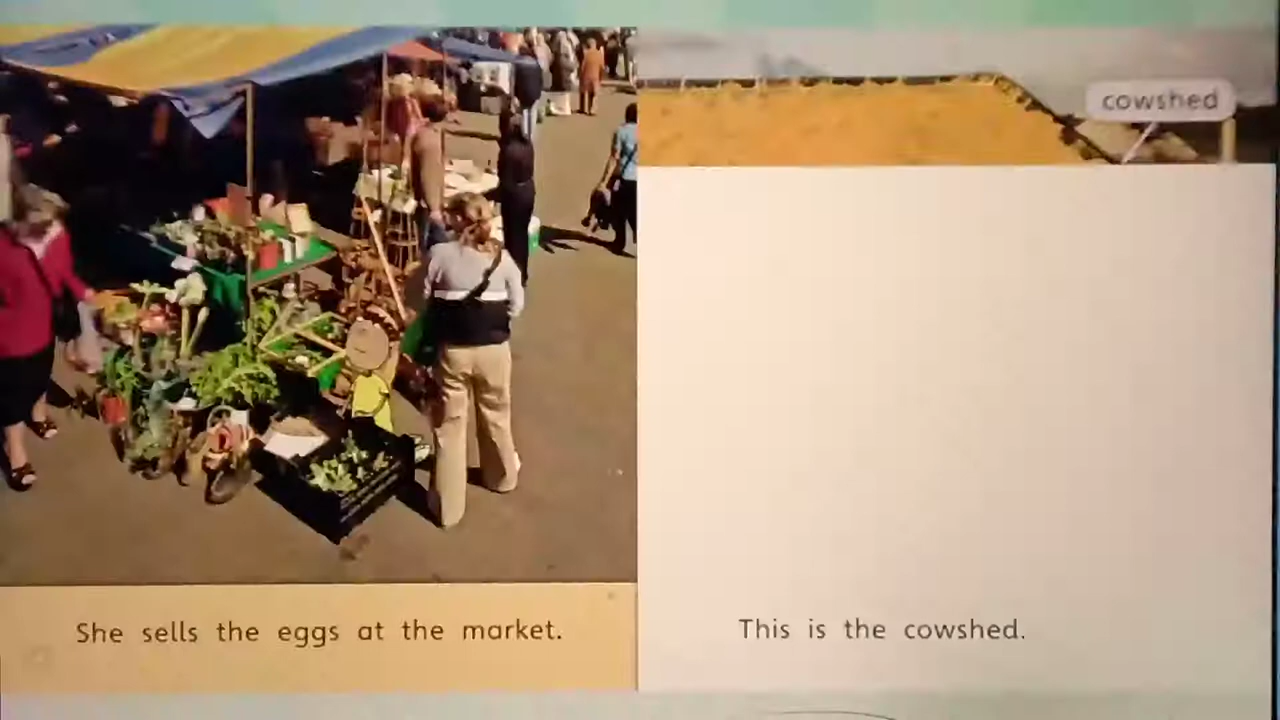 She sells the eggs at the market.
cowshed
This is the cowshed.